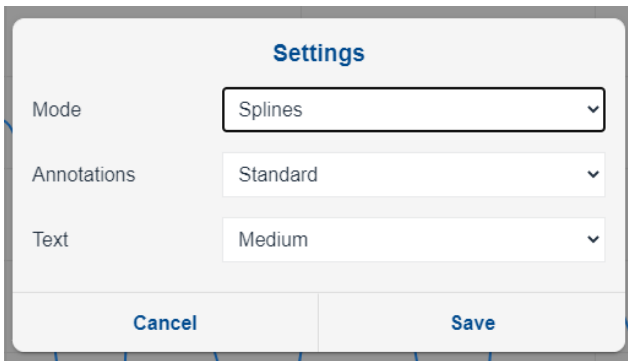 Settings
Mode Splines
Annotations Standard
Text Medium
Cancel Save